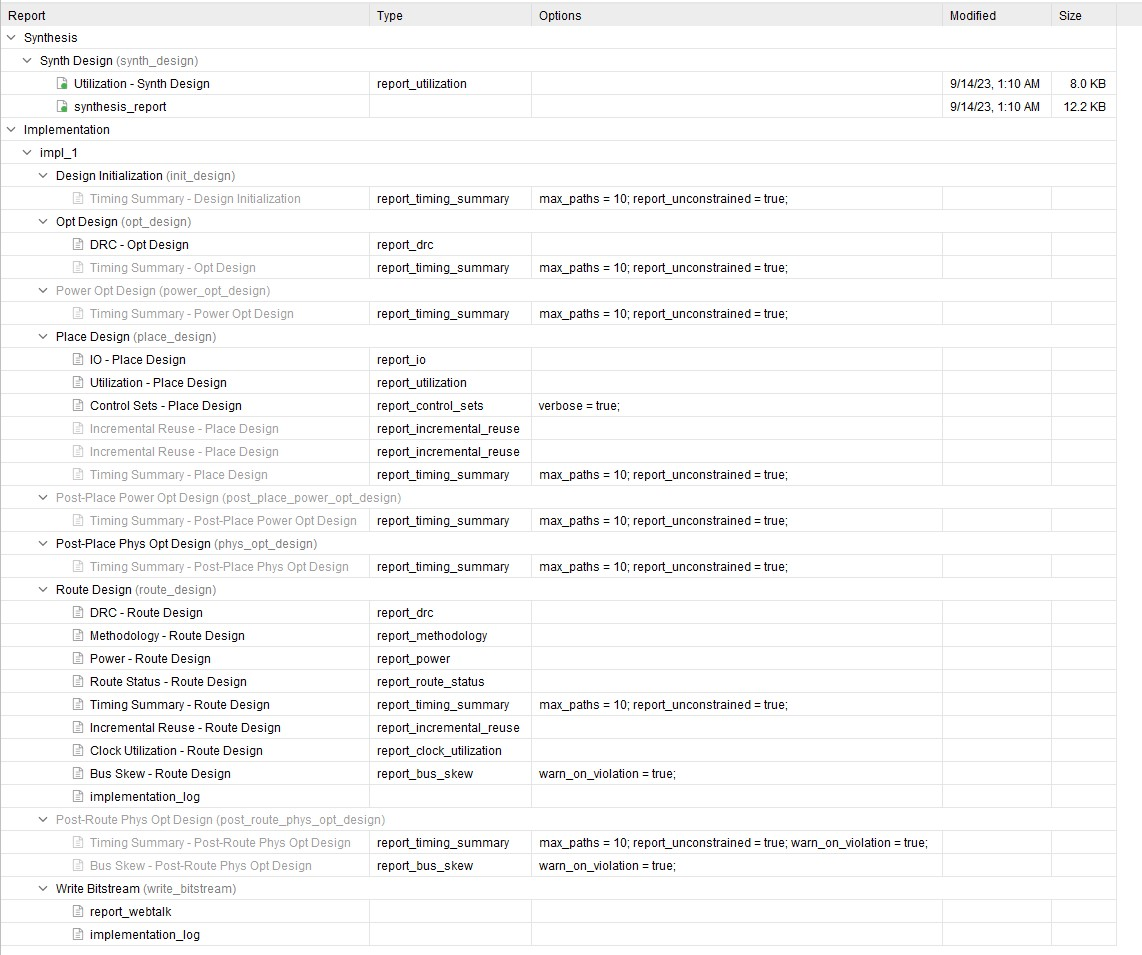 Report Type Options Modified Size
Synthesis
Synth Design (synth_design)
Utilization - Synth Design report_utilization 9/14/23, 1:10 AM 8.0 KB
synthesis_report 9/14/23, 1:10 AM 12.2 KB
Implementation
impl_1
Design Initialization (init_design)
Timing Summary - Design Initialization report_timing_summary max_paths = 10; report_unconstrained = true;
Opt Design (opt_design)
DRC - Opt Design report_drc
Timing Summary - Opt Design report_timing_summary max_paths = 10; report_unconstrained = true;
Power Opt Design (power_opt_design)
Timing Summary - Power Opt Design report_timing_summary max_paths = 10; report_unconstrained = true;
Place Design (place_design)
IO - Place Design report_io
Utilization - Place Design report_utilization
Control Sets - Place Design report_control_sets verbose = true;
Incremental Reuse - Place Design report_incremental_reuse
Incremental Reuse - Place Design report_incremental_reuse
Timing Summary - Place Design report_timing_summary max_paths = 10; report_unconstrained = true;
Post-Place Power Opt Design (post_place_power_opt_design)
Timing Summary - Post-Place Power Opt Design report_timing_summary max_paths = 10; report_unconstrained = true;
Post-Place Phys Opt Design (phys_opt_design)
Timing Summary - Post-Place Phys Opt Design report_timing_summary max_paths = 10; report_unconstrained = true;
Route Design (route_design)
DRC - Route Design report_drc
Methodology - Route Design report_methodology
Power - Route Design report_power
Route Status - Route Design report_route_status
Timing Summary - Route Design report_timing_summary max_paths = 10; report_unconstrained = true;
Incremental Reuse - Route Design report_incremental_reuse
Clock Utilization - Route Design report_clock_utilization
Bus Skew - Route Design report_bus_skew warn_on_violation = true;
implementation_log
Post-Route Phys Opt Design (post_route_phys_opt_design)
Timing Summary - Post-Route Phys Opt Design report_timing_summary max_paths = 10; report_unconstrained = true; warn_on_violation = true;
Bus Skew - Post-Route Phys Opt Design report_bus_skew warn_on_violation = true;
Write Bitstream (write_bitstream)
report_webtalk
implementation_log